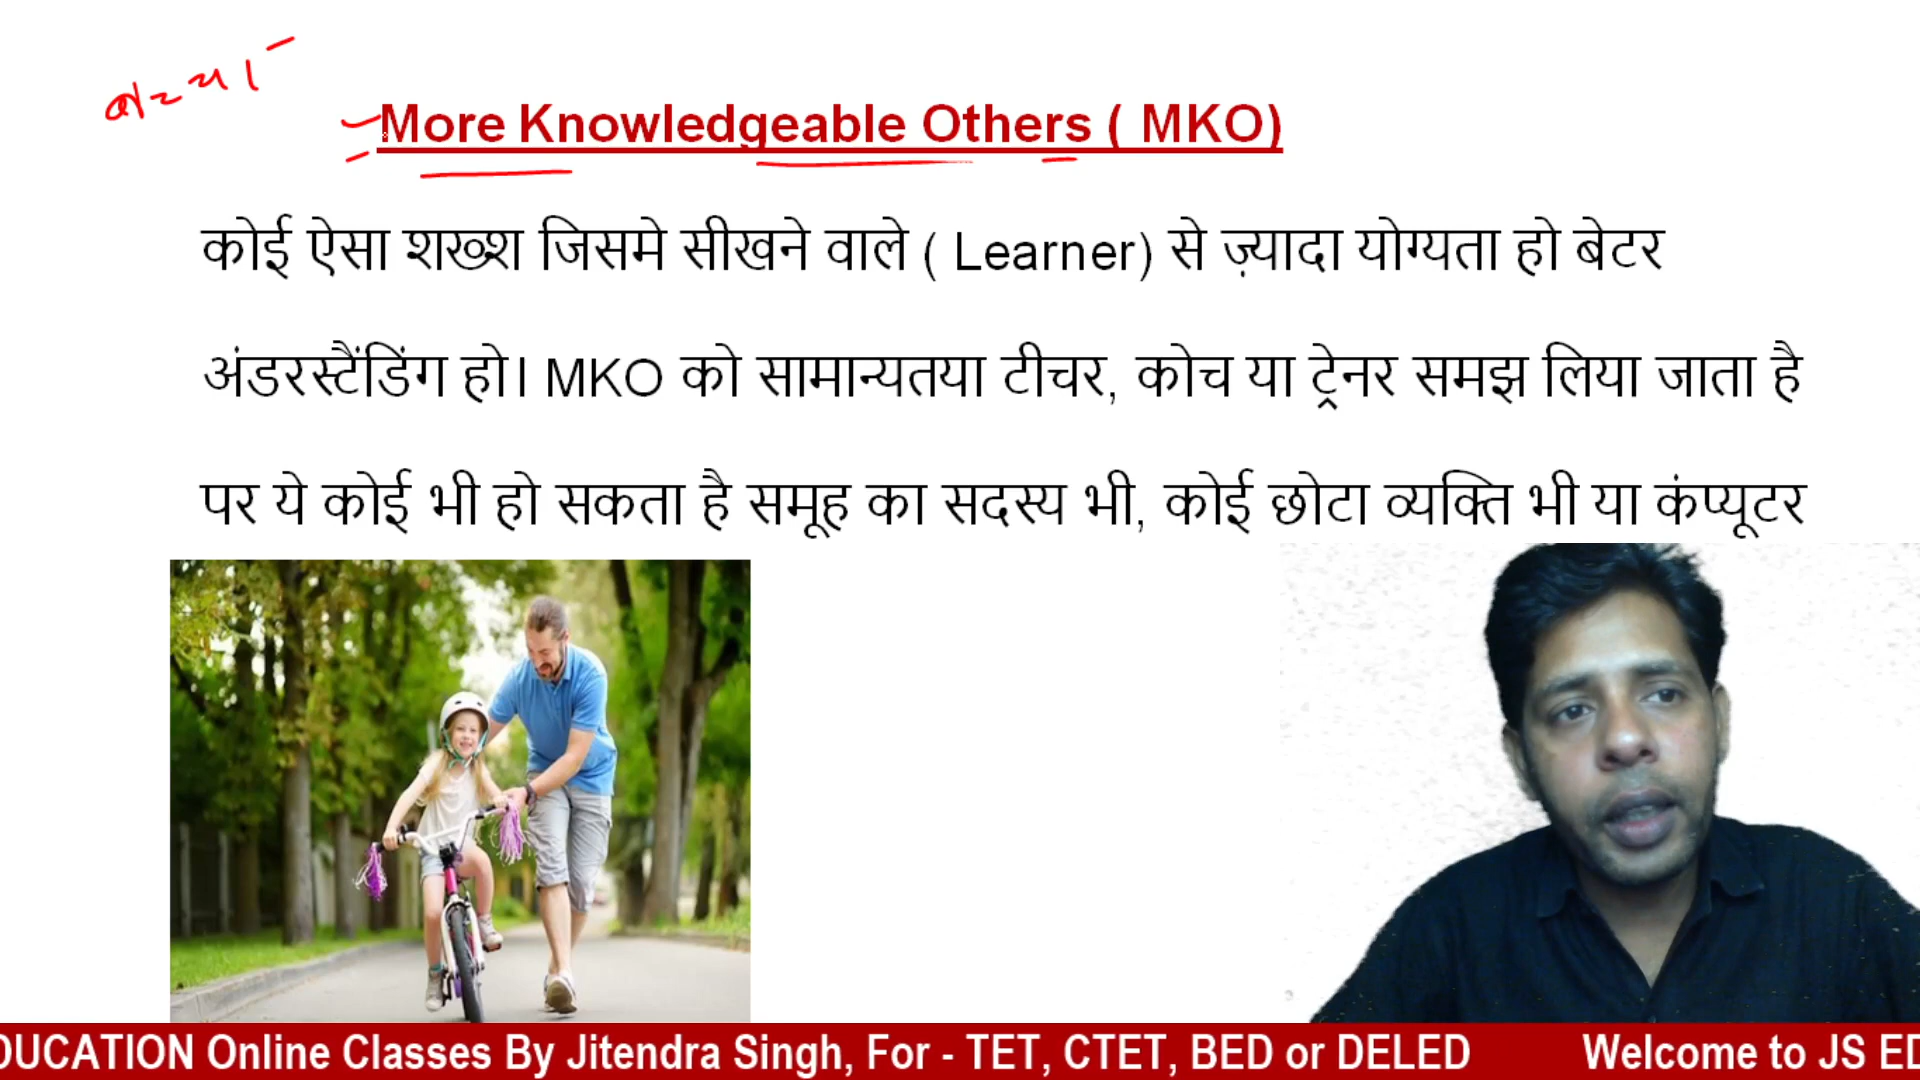 More Knowledgeable Others ( MKO)
कोई ऐसा शख्श जिसमे सीखने वाले ( Learner) से ज़्यादा योग्यता हो बेटर
अंडरस्टैंडिंग हो। MKO को सामान्यतया टीचर, कोच या ट्रेनर समझ लिया जाता है
पर ये कोई भी हो सकता है समूह का सदस्य भी, कोई छोटा व्यक्ति भी या कंप्यूटर
DUCATION Online Classes By Jitendra Singh, For - TET, CTET, BED or DELED Welcome to JS ED